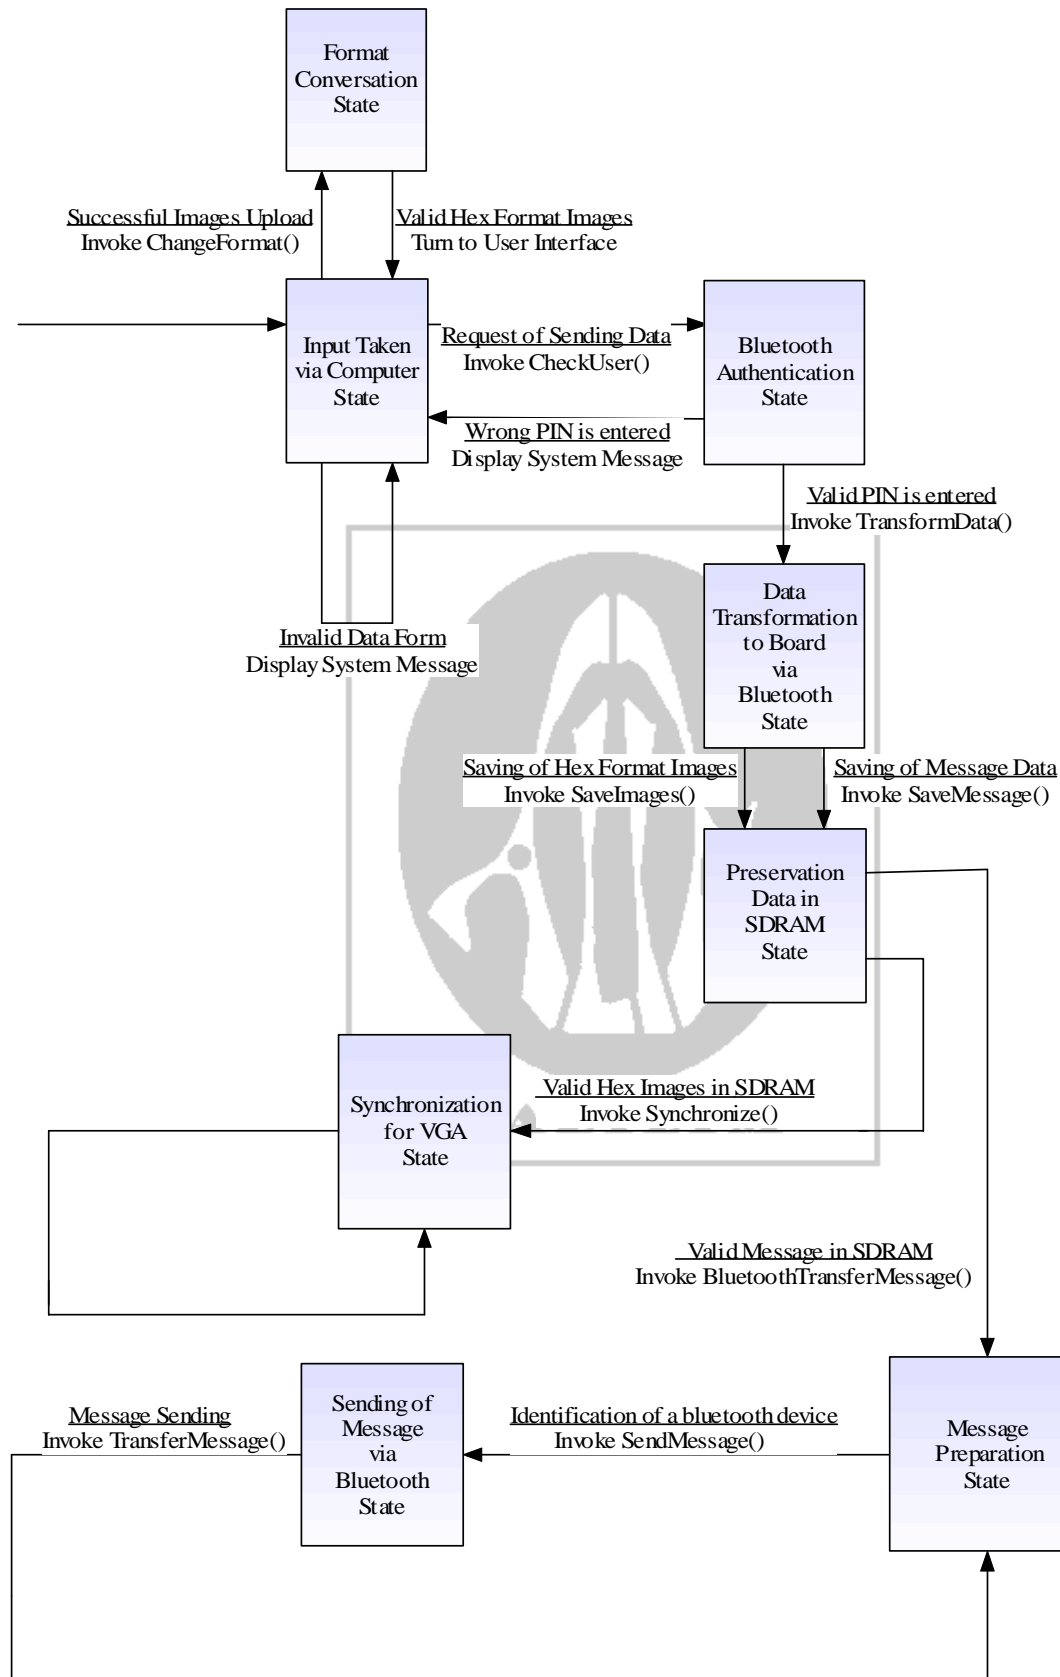 Format
Conversation
State
Successful Images Upload
Invoke ChangeFormat()
Valid Hex Format Images
Turn to User Interface
Input Taken
via Computer
State
Request of Sending Data
Invoke CheckUser()
Bluetooth
Authentication
State
Wrong PIN is entered
Display System Message
Valid PIN is entered
Invoke TransformData()
Invalid Data Form
Display System Message
Data
Transformation
to Board
via
Bluetooth
State
Saving of Hex Format Images
Invoke SaveImages()
Saving of Message Data
Invoke SaveMessage()
Preservation
Data in
SDRAM
State
Synchronization
for VGA
State
Valid Hex Images in SDRAM
Invoke Synchronize()
Valid Message in SDRAM
Invoke BluetoothTransferMessage()
Message Sending
Invoke TransferMessage()
Sending of
Message
via
Bluetooth
State
Identification of a bluetooth device
Invoke SendMessage()
Message
Preparation
State